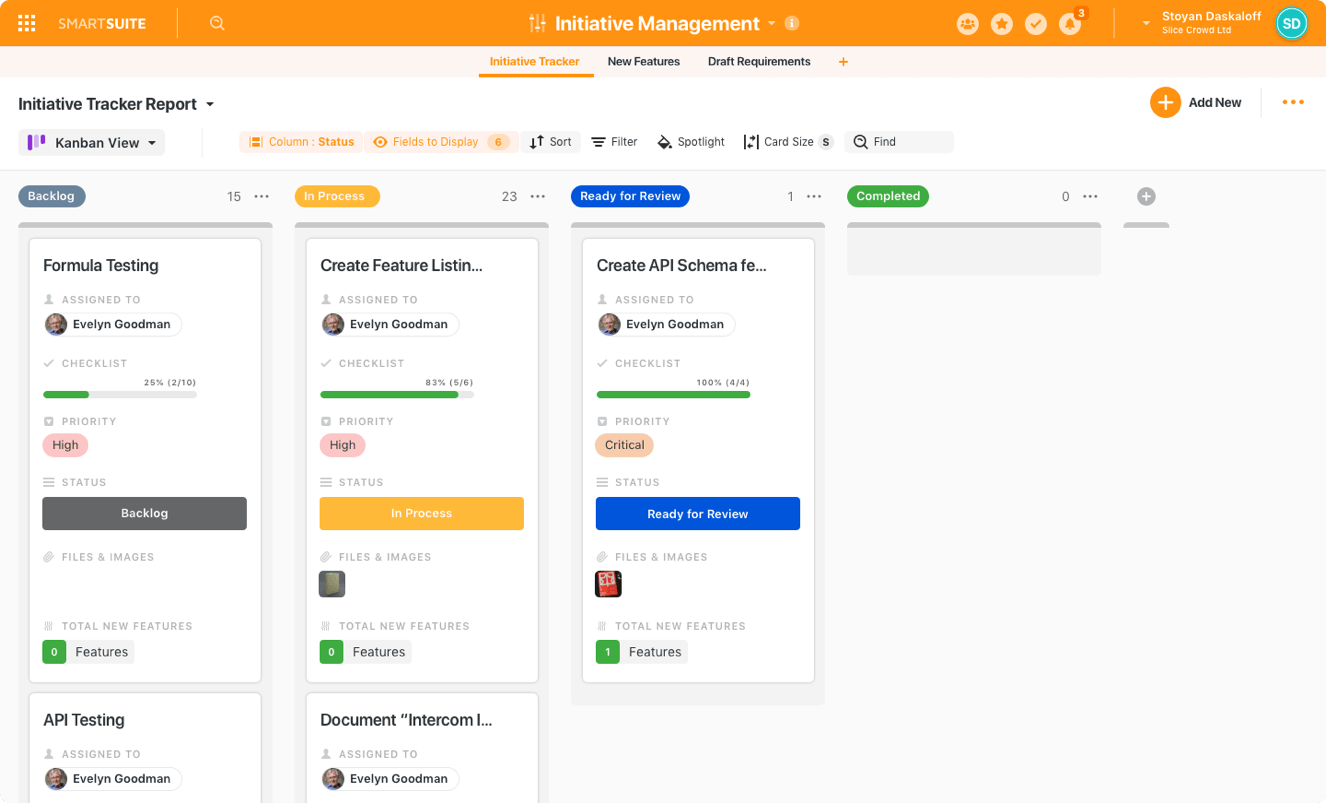 SMARTSUITE
Initiative Management
3
Stoyan Daskaloff
Slice Crowd Ltd
SD
Initiative Tracker
New Features
Draft Requirements
+
Initiative Tracker Report
Add New
Kanban View
Column : Status
Fields to Display 6
Sort
Filter
Spotlight
Card Size S
Find
Backlog 15
In Process 23
Ready for Review 1
Completed 0
Formula Testing
ASSIGNED TO
Evelyn Goodman
CHECKLIST
25% (2/10)
PRIORITY
High
STATUS
Backlog
FILES & IMAGES
TOTAL NEW FEATURES
0 Features
API Testing
ASSIGNED TO
Evelyn Goodman
Create Feature Listin...
ASSIGNED TO
Evelyn Goodman
CHECKLIST
83% (5/6)
PRIORITY
High
STATUS
In Process
FILES & IMAGES
TOTAL NEW FEATURES
0 Features
Document “Intercom I...
ASSIGNED TO
Evelyn Goodman
Create API Schema fe...
ASSIGNED TO
Evelyn Goodman
CHECKLIST
100% (4/4)
PRIORITY
Critical
STATUS
Ready for Review
FILES & IMAGES
TOTAL NEW FEATURES
1 Features